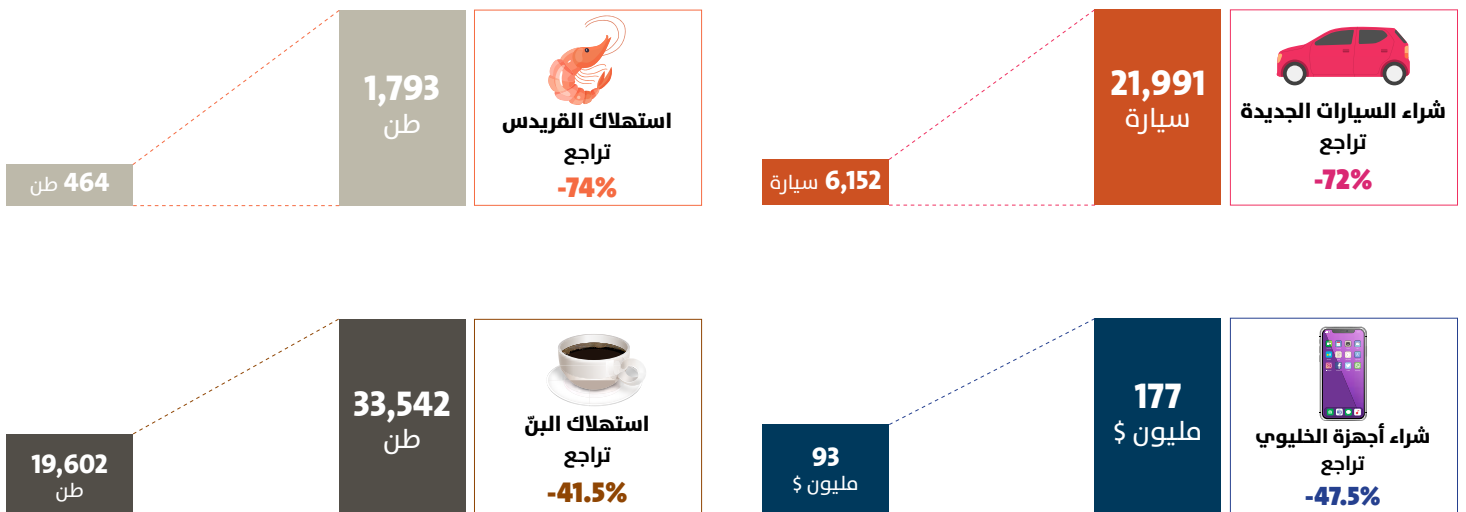 شراء السيارات الجديدة
تراجع
-72%
21,991
سيارة
6,152 سيارة
استهلاك القريدس
تراجع
-74%
1,793
طن
464 طن
شراء أجهزة الخليوي
تراجع
-47.5%
177
مليون $
93
مليون $
استهلاك البنّ
تراجع
-41.5%
33,542
طن
19,602
طن